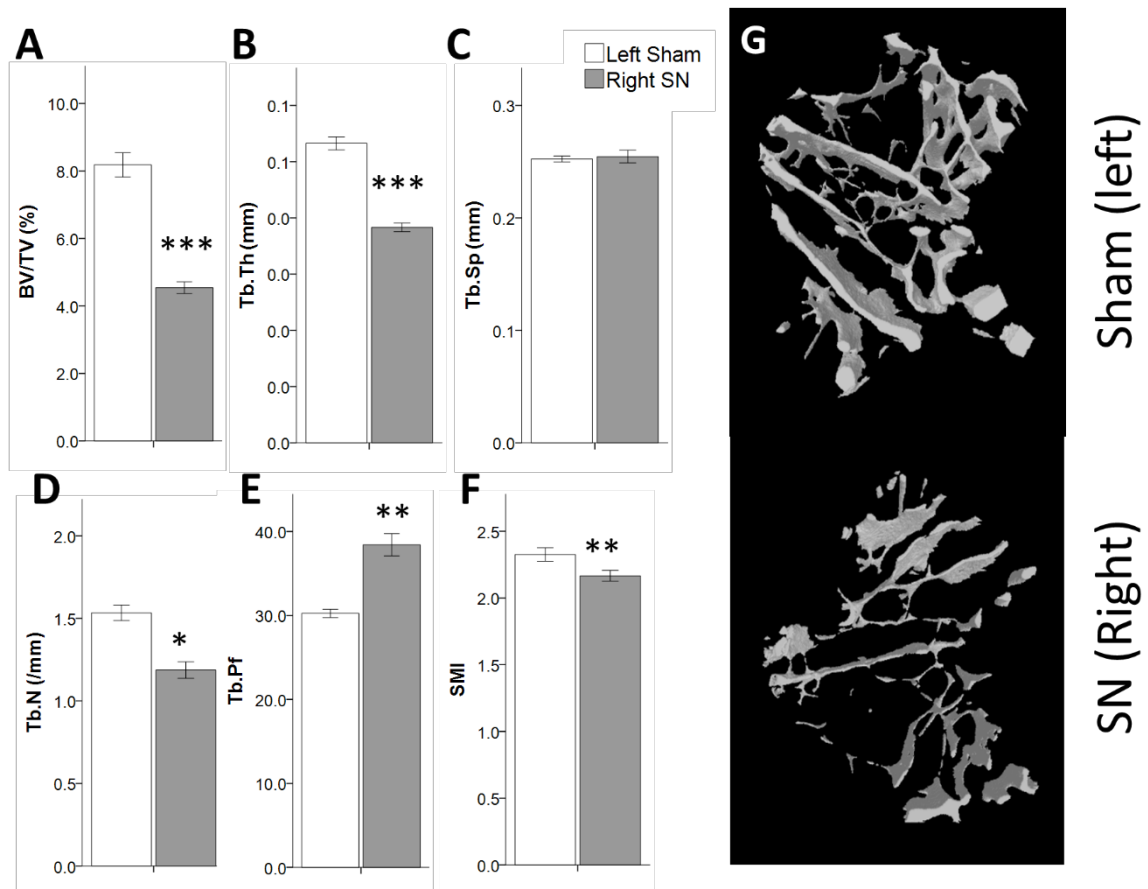 A
BV/TV (%)
10.0
8.0
6.0
4.0
2.0
0.0
***
B
Tb.Th (mm)
0.1
0.1
0.0
0.0
0.0
0.0
0.0
***
C
Tb.Sp (mm)
0.3
0.2
0.1
0.0
Left Sham
Right SN
D
Tb.N (/mm)
2.0
1.5
1.0
0.5
0.0
*
E
Tb.Pf
40.0
30.0
20.0
10.0
0.0
**
F
SMI
2.5
2.0
1.5
1.0
0.5
0.0
**
G
Sham (left)
SN (Right)